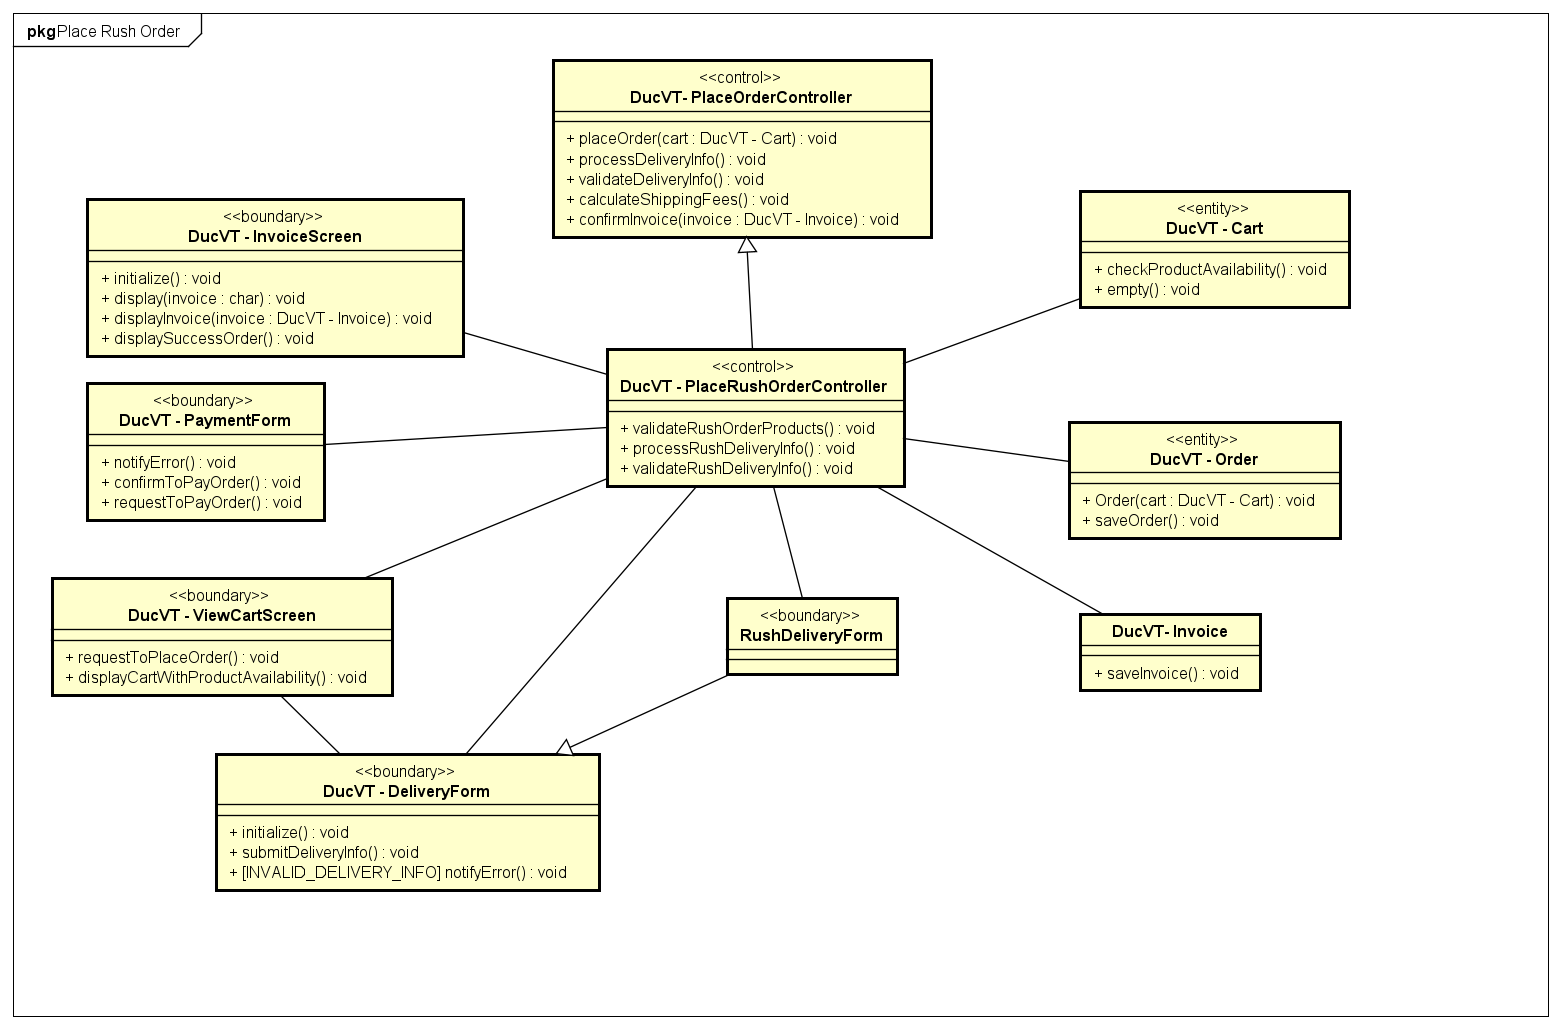 pkg Place Rush Order
<<control>>
DucVT- PlaceOrderController
+ placeOrder(cart : DucVT - Cart) : void
+ processDeliveryInfo() : void
+ validateDeliveryInfo() : void
+ calculateShippingFees() : void
+ confirmInvoice(invoice : DucVT - Invoice) : void
<<boundary>>
DucVT - InvoiceScreen
+ initialize() : void
+ display(invoice : char) : void
+ displayInvoice(invoice : DucVT - Invoice) : void
+ displaySuccessOrder() : void
<<entity>>
DucVT - Cart
+ checkProductAvailability() : void
+ empty() : void
<<control>>
DucVT - PlaceRushOrderController
+ validateRushOrderProducts() : void
+ processRushDeliveryInfo() : void
+ validateRushDeliveryInfo() : void
<<boundary>>
DucVT - PaymentForm
+ notifyError() : void
+ confirmToPayOrder() : void
+ requestToPayOrder() : void
<<entity>>
DucVT - Order
+ Order(cart : DucVT - Cart) : void
+ saveOrder() : void
<<boundary>>
DucVT - ViewCartScreen
+ requestToPlaceOrder() : void
+ displayCartWithProductAvailability() : void
<<boundary>>
RushDeliveryForm
DucVT- Invoice
+ saveInvoice() : void
<<boundary>>
DucVT - DeliveryForm
+ initialize() : void
+ submitDeliveryInfo() : void
+ [INVALID_DELIVERY_INFO] notifyError() : void